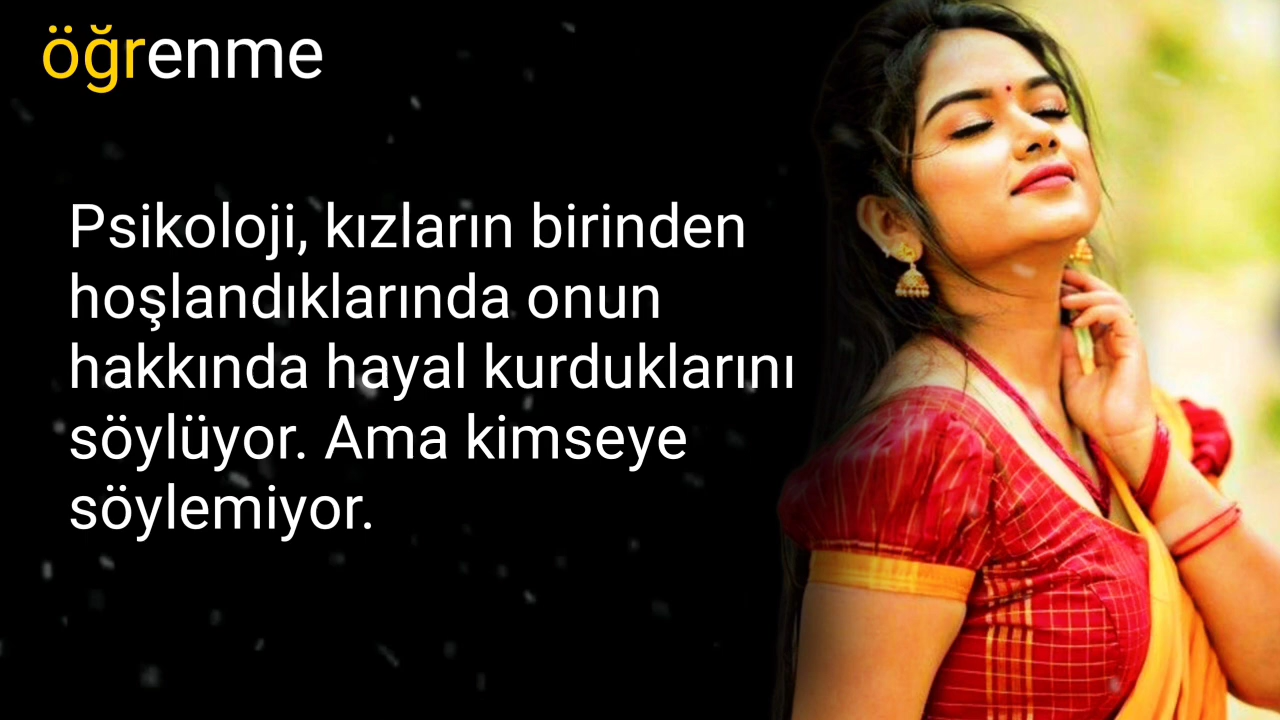 öğrenme
Psikoloji, kızların birinden
hoşlandıklarında onun
hakkında hayal kurduklarını
söylüyor. Ama kimseye
söylemiyor.